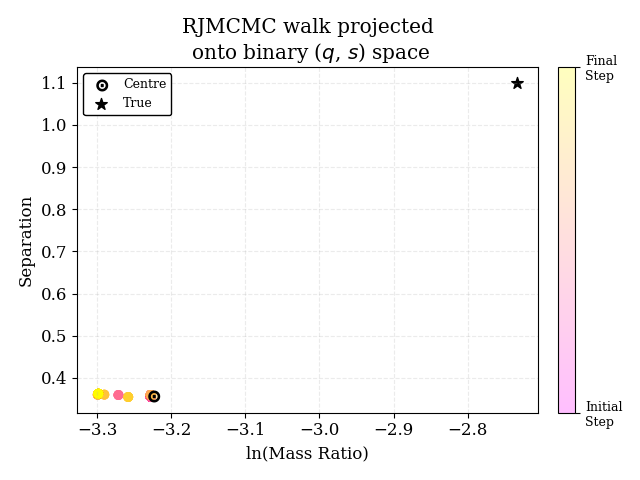 RJMCMC walk projected
onto binary (q, s) space
Final
Step
Centre
True
1.1
1.0
0.9
0.8
0.7
0.6
0.5
0.4
Separation
−3.3 −3.2 −3.1 −3.0 −2.9 −2.8
ln(Mass Ratio)
Initial
Step